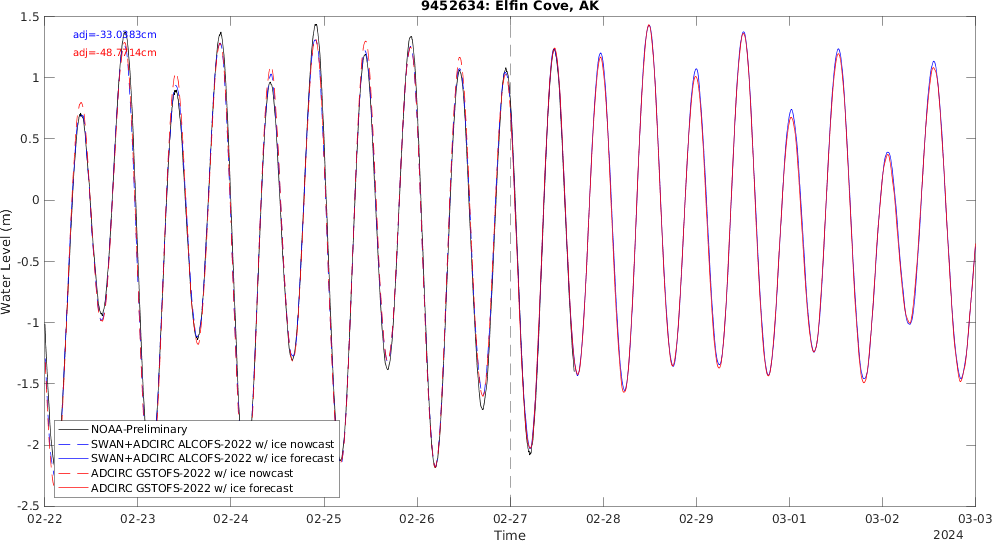 9452634: Elfin Cove, AK
1.5
1
0.5
0
-0.5
-1
-1.5
-2
-2.5
Water Level (m)
adj=-33.0383cm
adj=-48.7714cm
NOAA-Preliminary
SWAN+ADCIRC ALCOFS-2022 w/ ice nowcast
SWAN+ADCIRC ALCOFS-2022 w/ ice forecast
ADCIRC GSTOFS-2022 w/ ice nowcast
ADCIRC GSTOFS-2022 w/ ice forecast
02-22 02-23 02-24 02-25 02-26 02-27 02-28 02-29 03-01 03-02 03-03
Time
2024